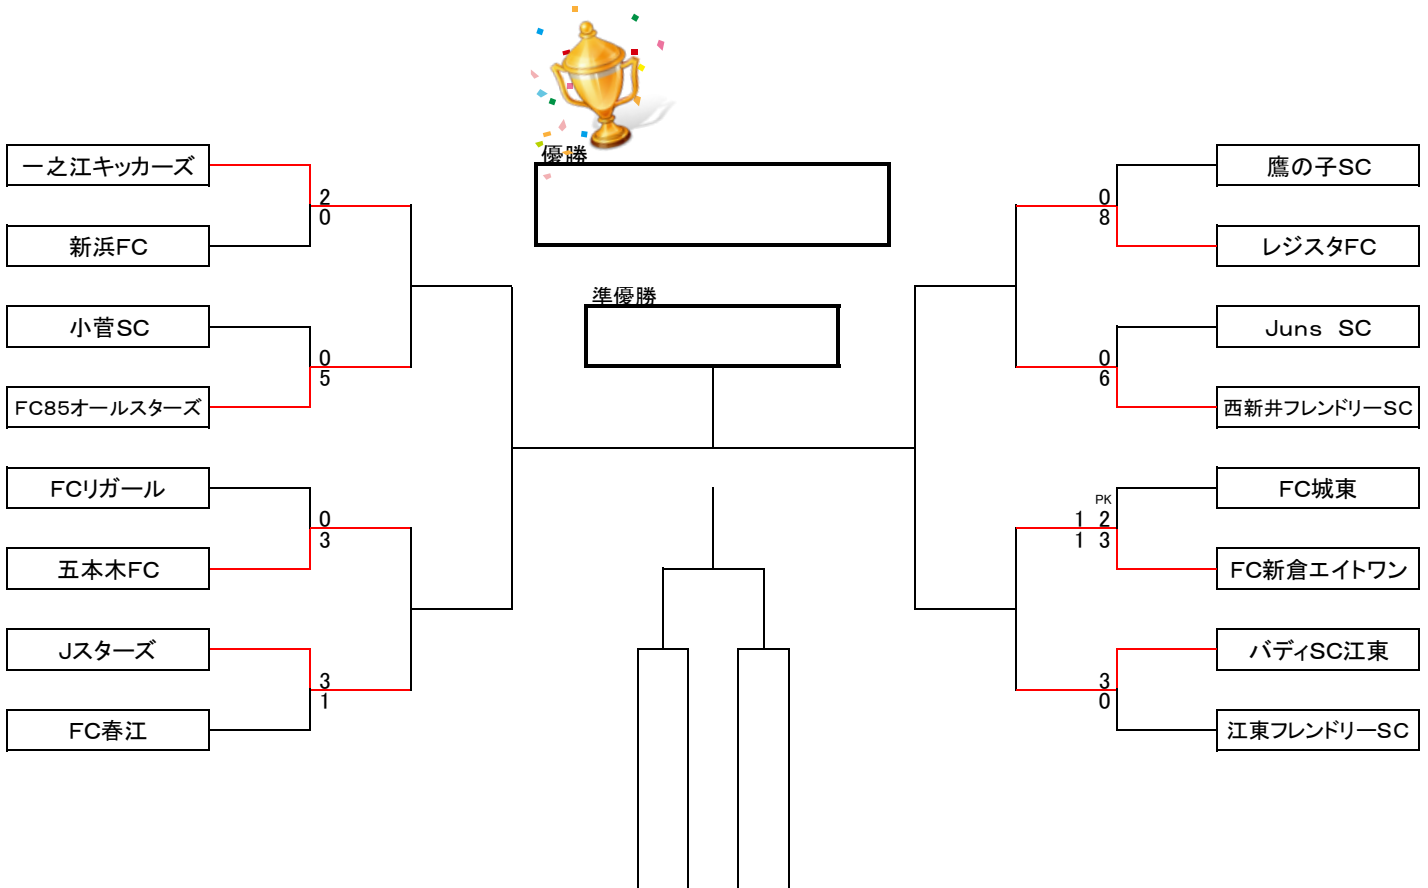 優勝
準優勝
一之江キッカーズ
2
0
新浜FC
小菅SC
0
5
FC85オールスターズ
FCリガール
0
3
五本木FC
Jスターズ
3
1
FC春江
鷹の子SC
0
8
レジスタFC
Juns　SC
0
6
西新井フレンドリーSC
FC城東
PK
1 2
1 3
FC新倉エイトワン
バディSC江東
3
0
江東フレンドリーSC